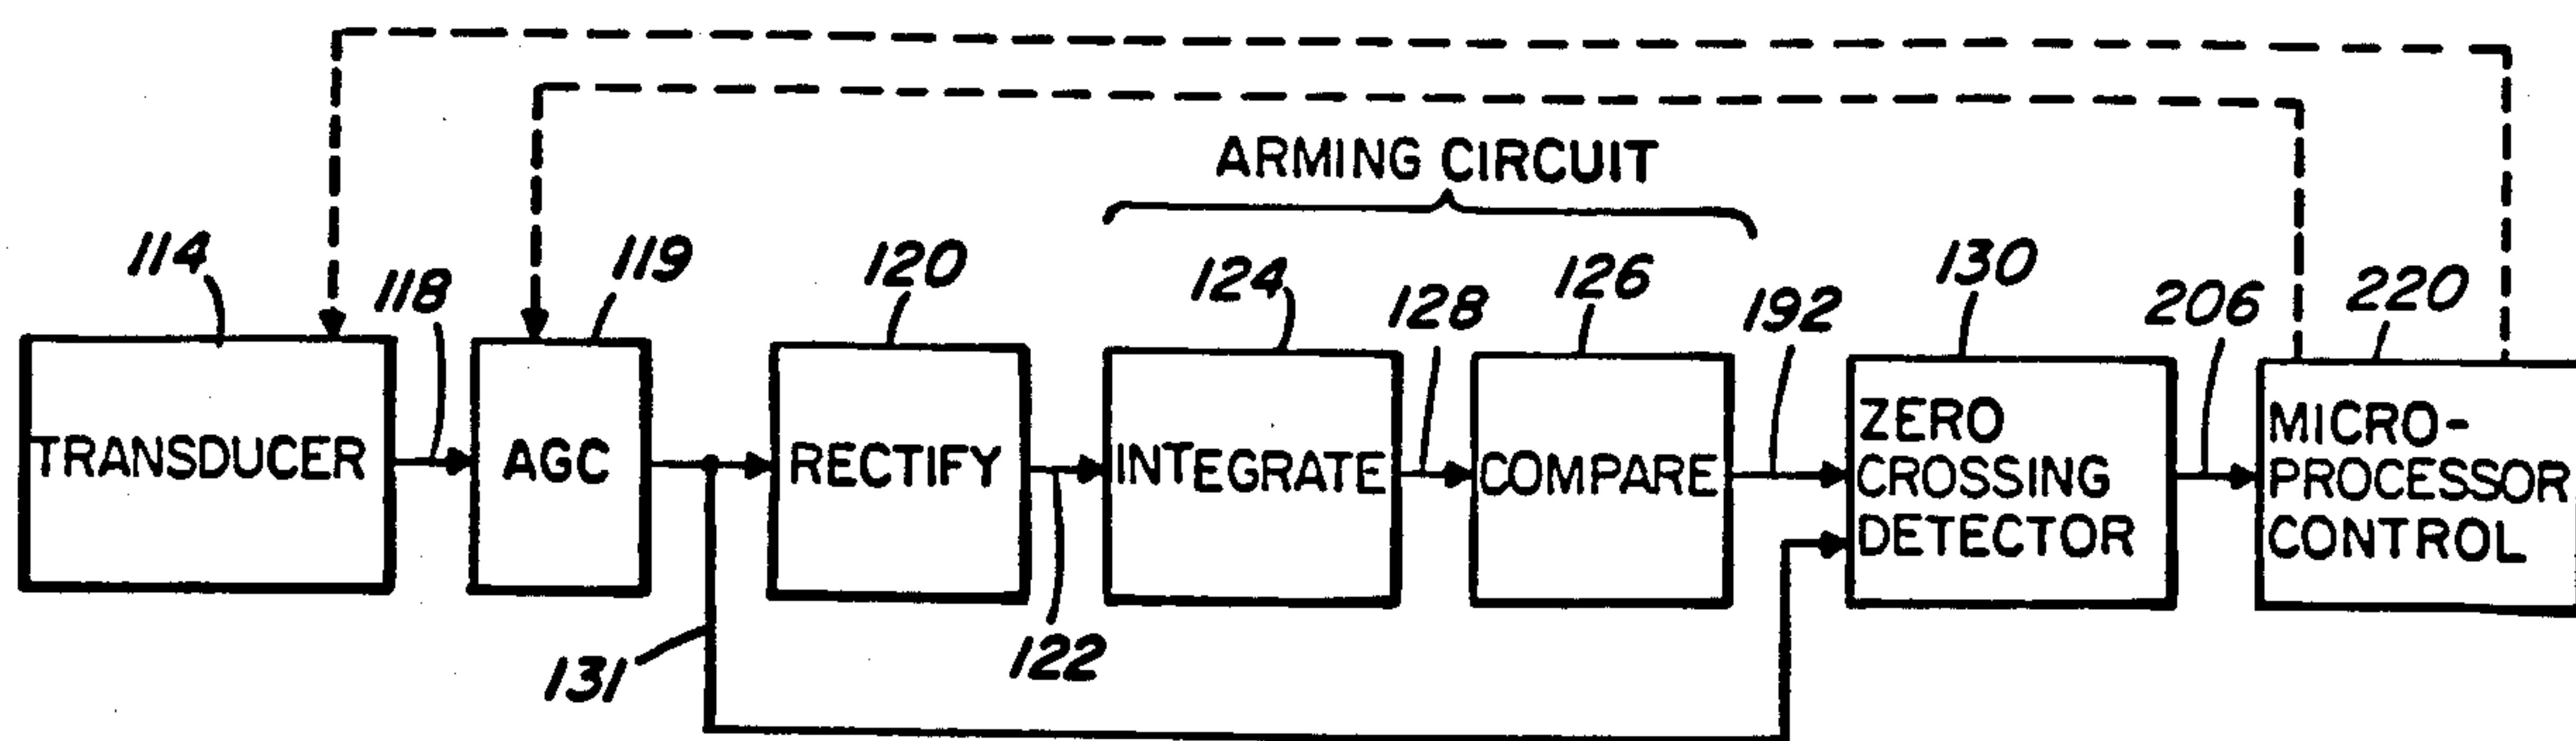 ARMING CIRCUIT
114
118
119
120
124
128
126
192
130
206
220
TRANSDUCER
AGC
RECTIFY
INTEGRATE
COMPARE
ZERO
CROSSING
DETECTOR
MICRO-
PROCESSOR
CONTROL
131
122